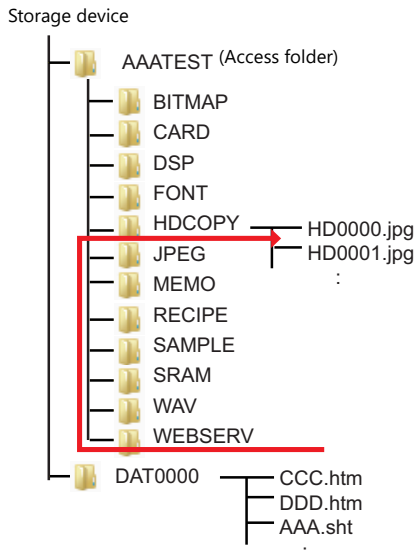 Storage device
AAATEST (Access folder)
BITMAP
CARD
DSP
FONT
HDCOPY HD0000.jpg
JPEG HD0001.jpg
MEMO :
RECIPE
SAMPLE
SRAM
WAV
WEBSERV
DAT0000 CCC.htm
DDD.htm
AAA.sht
: